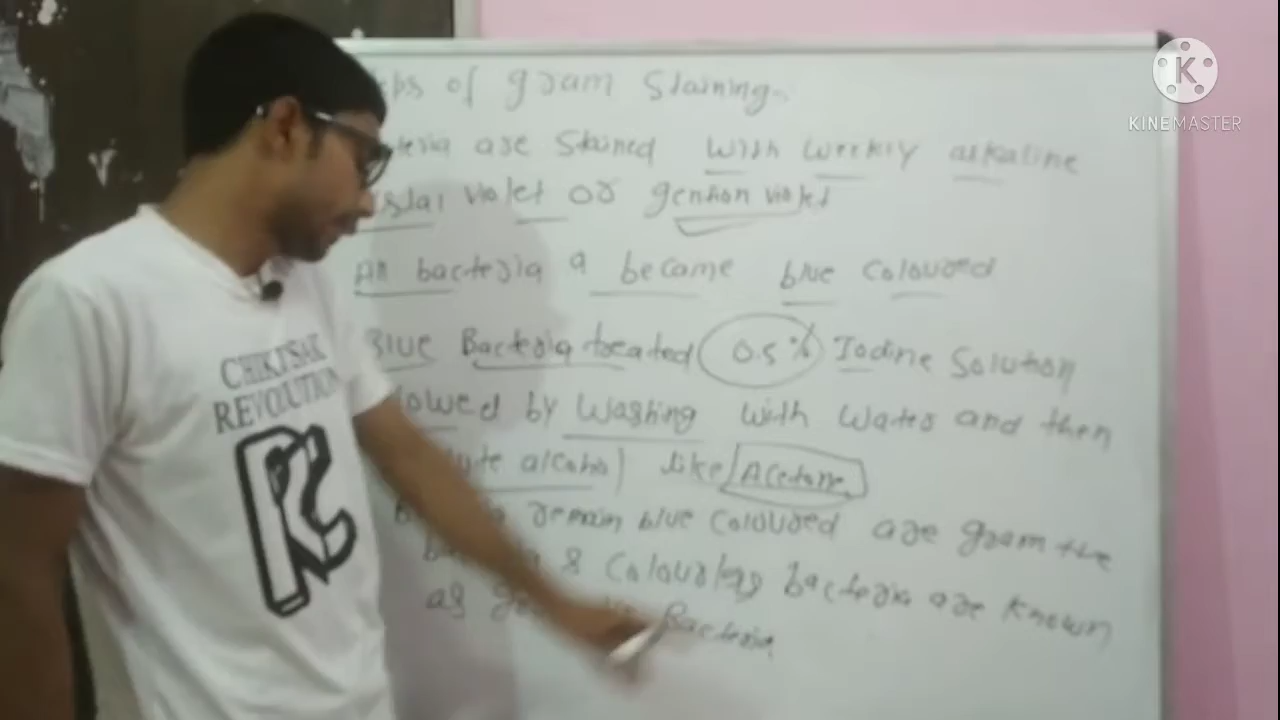 of gram Staining
are Stained with weekly alkaline
violet or gention violet
All bacteria a became blue Coloured
Blue Bacteria treated 0.5% Iodine Solution
by Washing with Water and then
alcohol like Acetone
remain blue Coloured are gram +ve
& Colourless bacteria are known
as Bacteria
CHIKITSAK
REVOLUTION
K
KINEMASTER